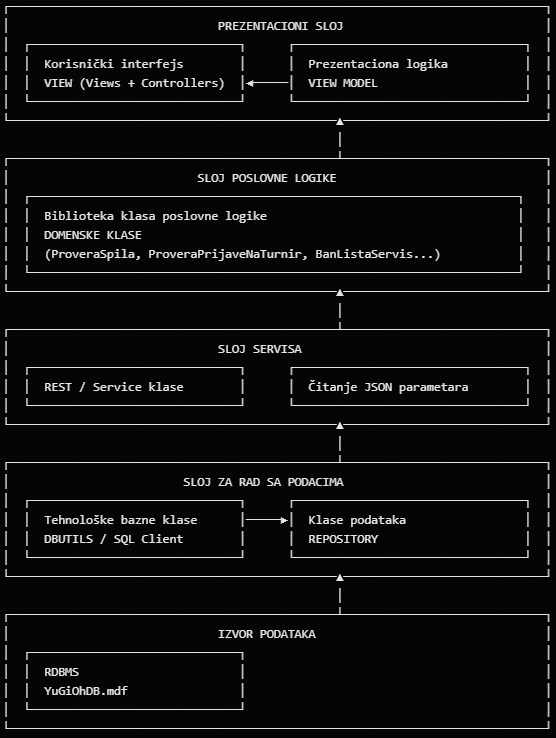 PREZENTACIONI SLOJ
Korisnički interfejs
VIEW (Views + Controllers)
Prezentaciona logika
VIEW MODEL
SLOJ POSLOVNE LOGIKE
Biblioteka klasa poslovne logike
DOMENSKE KLASE
(ProveraSpila, ProveraPrijaveNaTurnir, BanListaServis...)
SLOJ SERVISA
REST / Service klase
Čitanje JSON parametara
SLOJ ZA RAD SA PODACIMA
Tehnološke bazne klase
DBUTILS / SQL Client
Klase podataka
REPOSITORY
IZVOR PODATAKA
RDBMS
YuGiOhDB.mdf